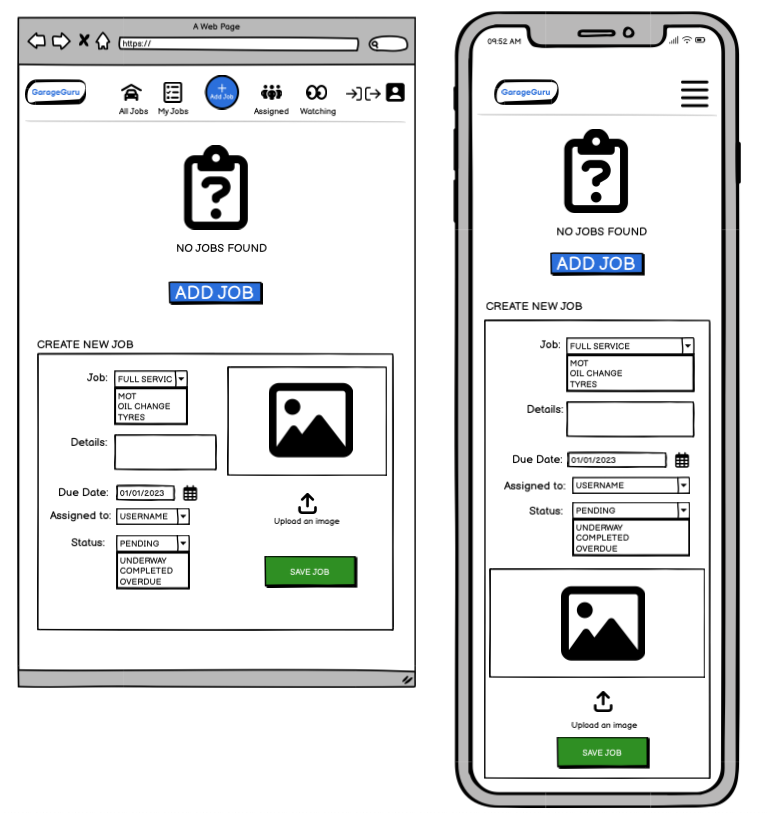 A Web Page
https://
GarageGuru
All Jobs
My Jobs
Add Job
Assigned
Watching
NO JOBS FOUND
ADD JOB
CREATE NEW JOB
Job: FULL SERVIC
MOT
OIL CHANGE
TYRES
Details:
Due Date: 01/01/2023
Assigned to: USERNAME
Status: PENDING
UNDERWAY
COMPLETED
OVERDUE
Upload an image
SAVE JOB
09:52 AM
GarageGuru
NO JOBS FOUND
ADD JOB
CREATE NEW JOB
Job: FULL SERVICE
MOT
OIL CHANGE
TYRES
Details:
Due Date: 01/01/2023
Assigned to: USERNAME
Status: PENDING
UNDERWAY
COMPLETED
OVERDUE
Upload an image
SAVE JOB